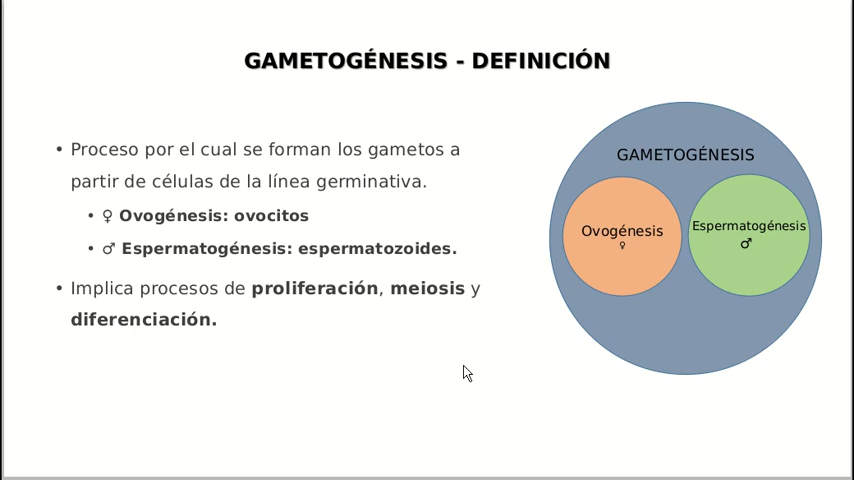 GAMETOGÉNESIS - DEFINICIÓN
• Proceso por el cual se forman los gametos a
partir de células de la línea germinativa.
• ♀ Ovogénesis: ovocitos
• ♂ Espermatogénesis: espermatozoides.
• Implica procesos de proliferación, meiosis y
diferenciación.
GAMETOGÉNESIS
Ovogénesis
♀
Espermatogénesis
♂